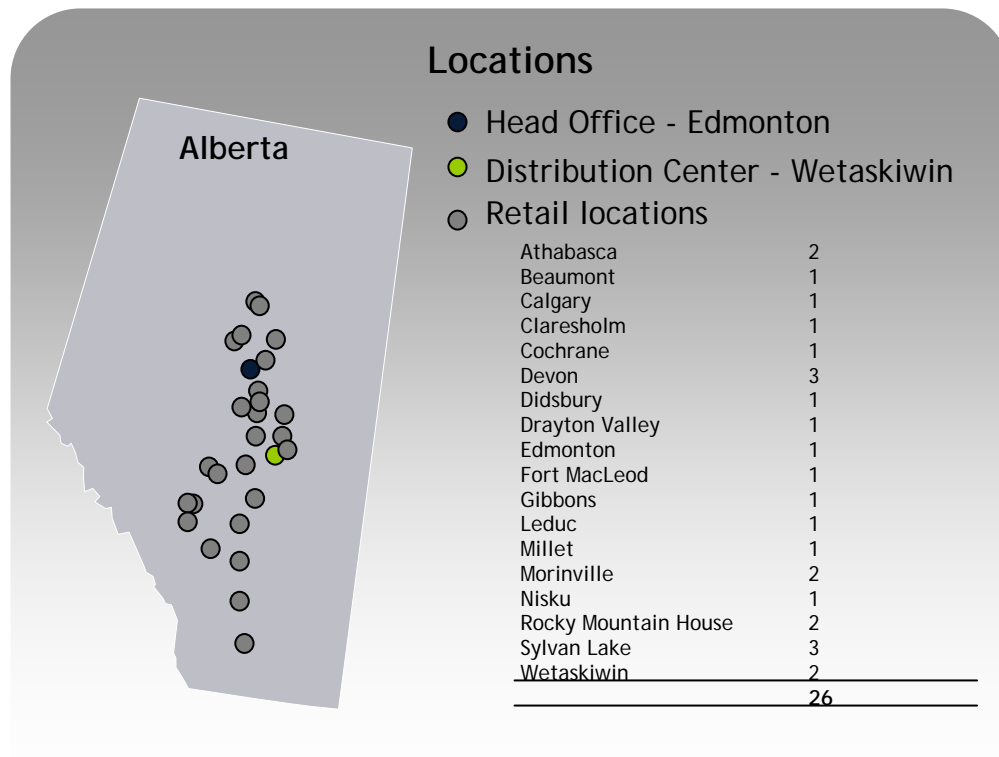 Locations
Alberta
Head Office - Edmonton
Distribution Center - Wetaskiwin
Retail locations
Athabasca 2
Beaumont 1
Calgary 1
Claresholm 1
Cochrane 1
Devon 3
Didsbury 1
Drayton Valley 1
Edmonton 1
Fort MacLeod 1
Gibbons 1
Leduc 1
Millet 1
Morinville 2
Nisku 1
Rocky Mountain House 2
Sylvan Lake 3
Wetaskiwin 2
26